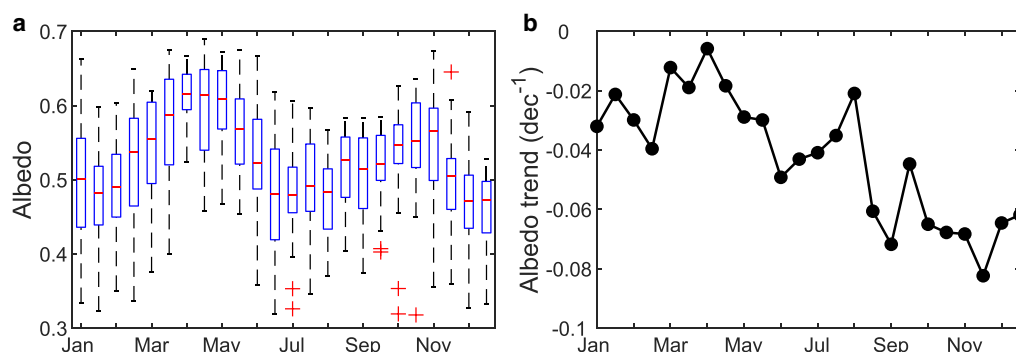 a
Albedo
0.7
0.6
0.5
0.4
0.3
Jan Mar May Jul Sep Nov
b
Albedo trend (dec⁻¹)
0
-0.02
-0.04
-0.06
-0.08
-0.1
Jan Mar May Jul Sep Nov